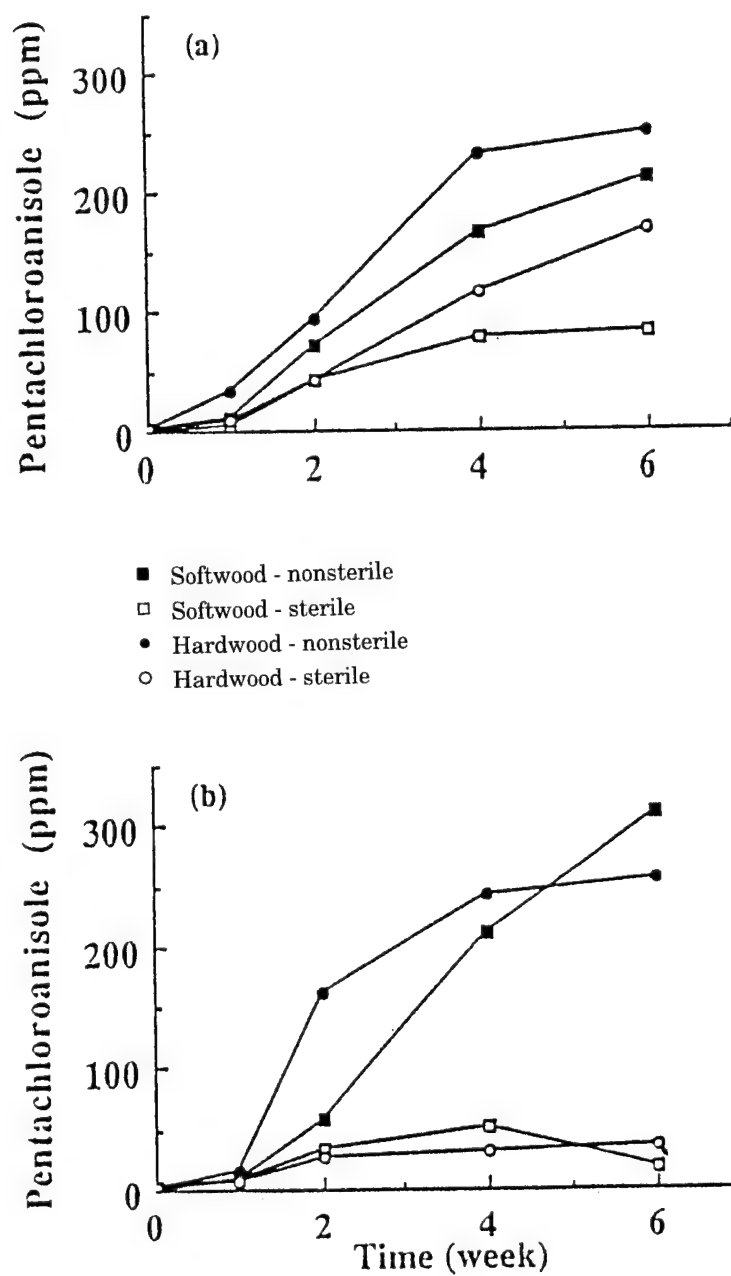 (a)
Pentachloroanisole (ppm)
300
200
100
0
0 2 4 6
Softwood - nonsterile
Softwood - sterile
Hardwood - nonsterile
Hardwood - sterile
(b)
Pentachloroanisole (ppm)
300
200
100
0
0 2 4 6
Time (week)